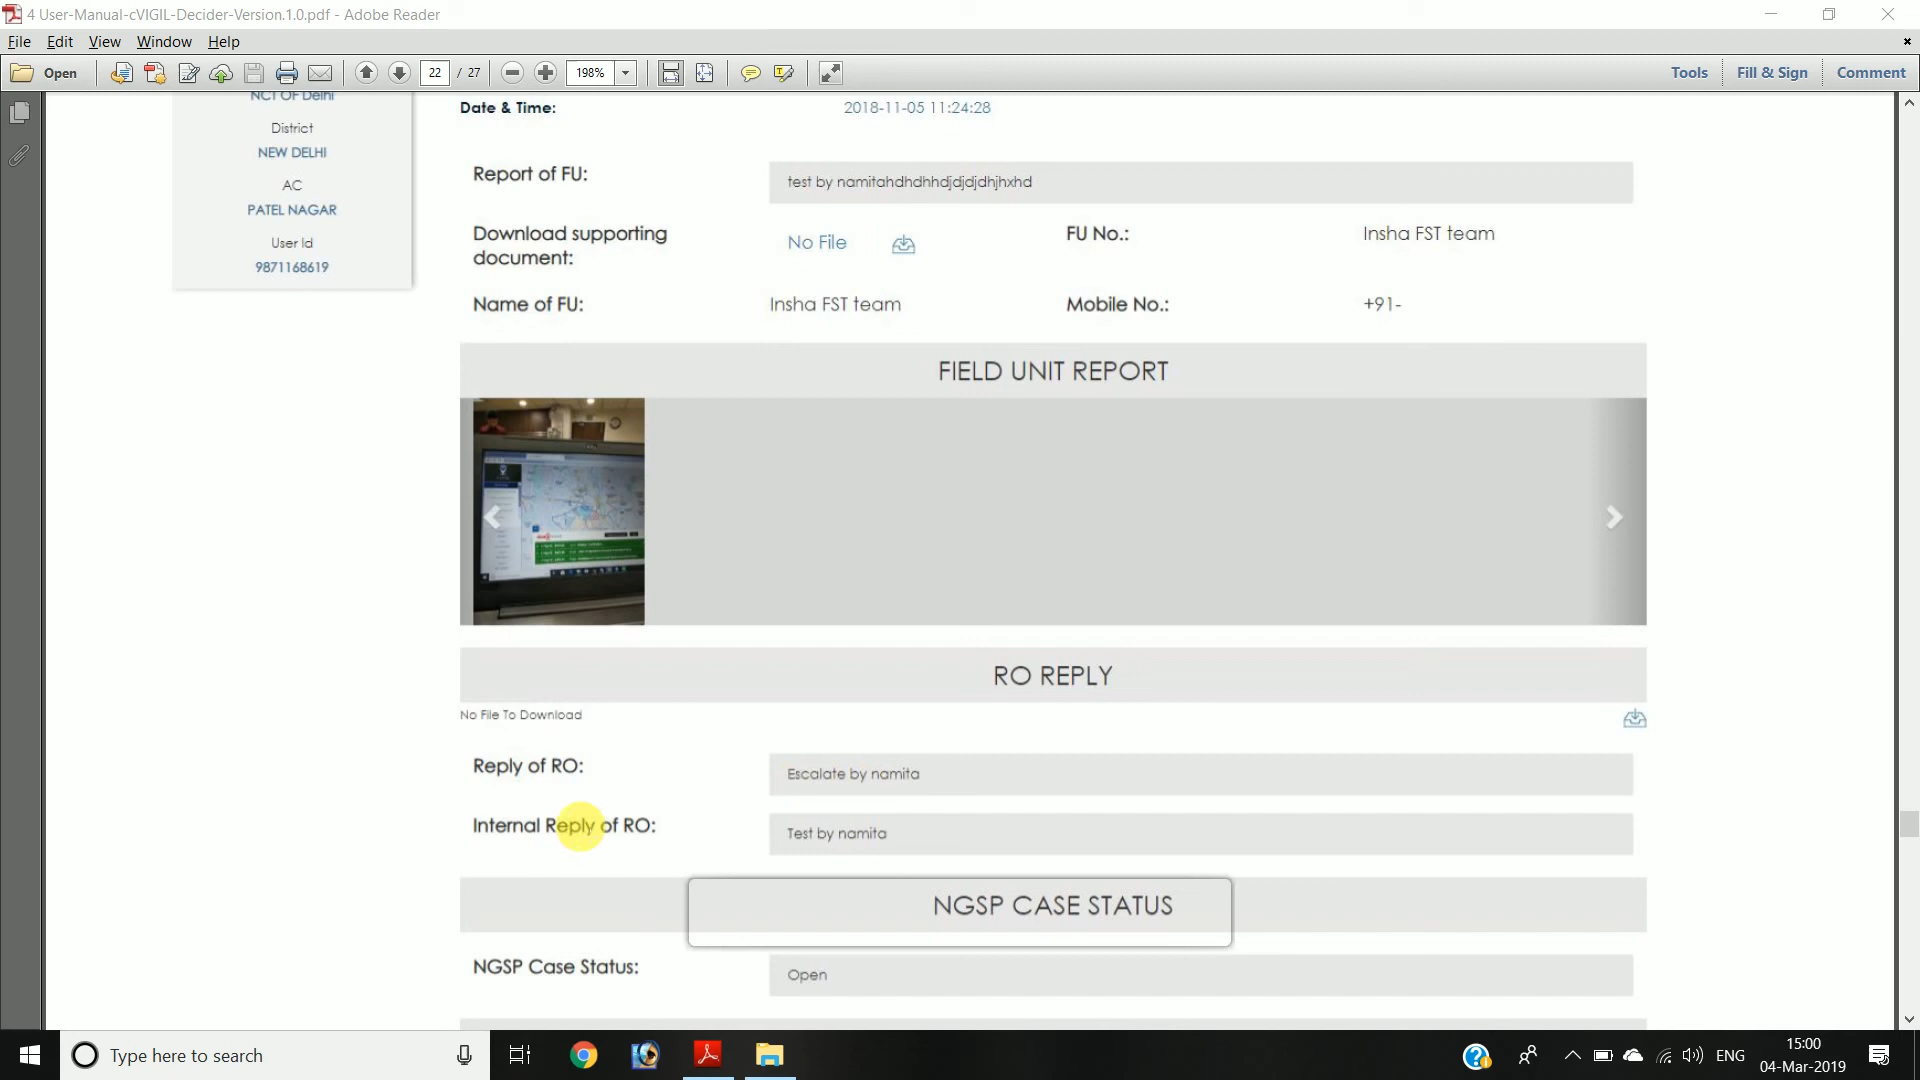 4 User-Manual-cVIGIL-Decider-Version.1.0.pdf - Adobe Reader
File Edit View Window Help
Open 22 / 27 198% Tools Fill & Sign Comment
NCT OF Delhi
District
NEW DELHI
AC
PATEL NAGAR
User Id
9871168619
Date & Time: 2018-11-05 11:24:28
Report of FU: test by namitahdhdhhdjdjdjdhjhxhd
Download supporting document: No File FU No.: Insha FST team
Name of FU: Insha FST team Mobile No.: +91-
FIELD UNIT REPORT
RO REPLY
No File To Download
Reply of RO: Escalate by namita
Internal Reply of RO: Test by namita
NGSP CASE STATUS
NGSP Case Status: Open
Type here to search
ENG
15:00
04-Mar-2019